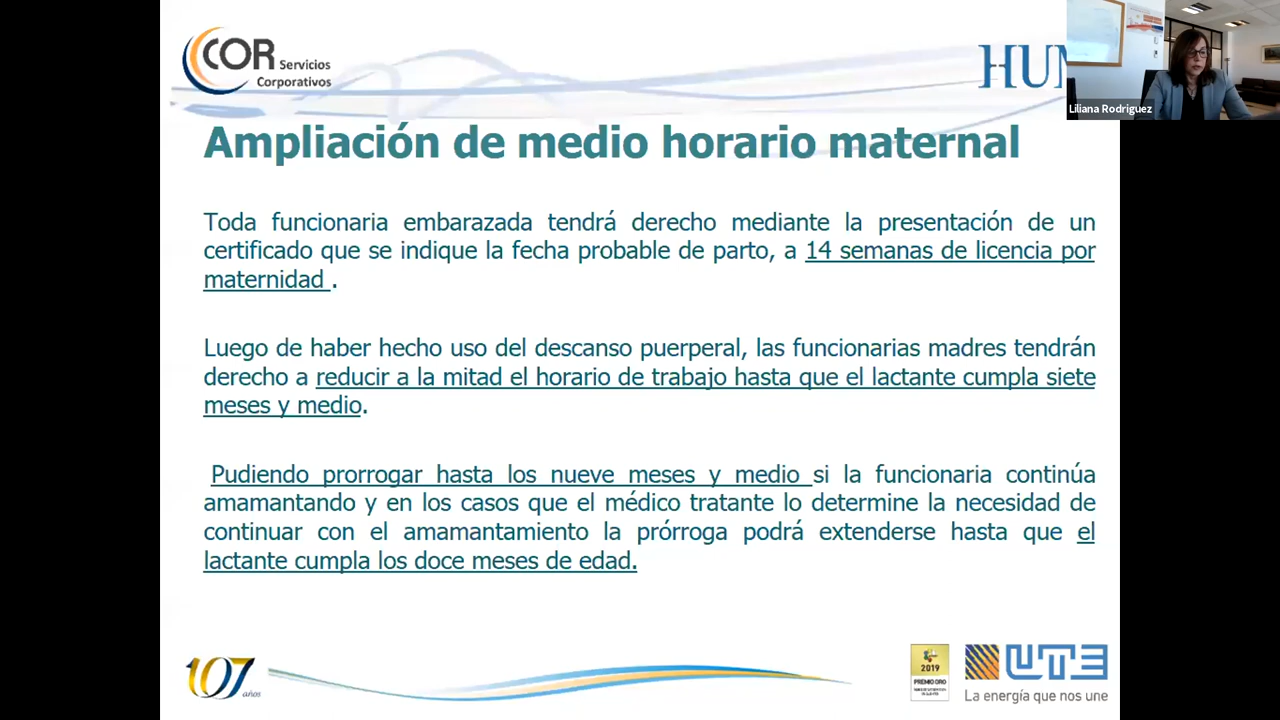 COR Servicios
Corporativos
HUM
Liliana Rodriguez
Ampliación de medio horario maternal
Toda funcionaria embarazada tendrá derecho mediante la presentación de un
certificado que se indique la fecha probable de parto, a 14 semanas de licencia por
maternidad .
Luego de haber hecho uso del descanso puerperal, las funcionarias madres tendrán
derecho a reducir a la mitad el horario de trabajo hasta que el lactante cumpla siete
meses y medio.
Pudiendo prorrogar hasta los nueve meses y medio si la funcionaria continúa
amamantando y en los casos que el médico tratante lo determine la necesidad de
continuar con el amamantamiento la prórroga podrá extenderse hasta que el
lactante cumpla los doce meses de edad.
107 años
2019
PREMIO ORO
UTE
La energía que nos une